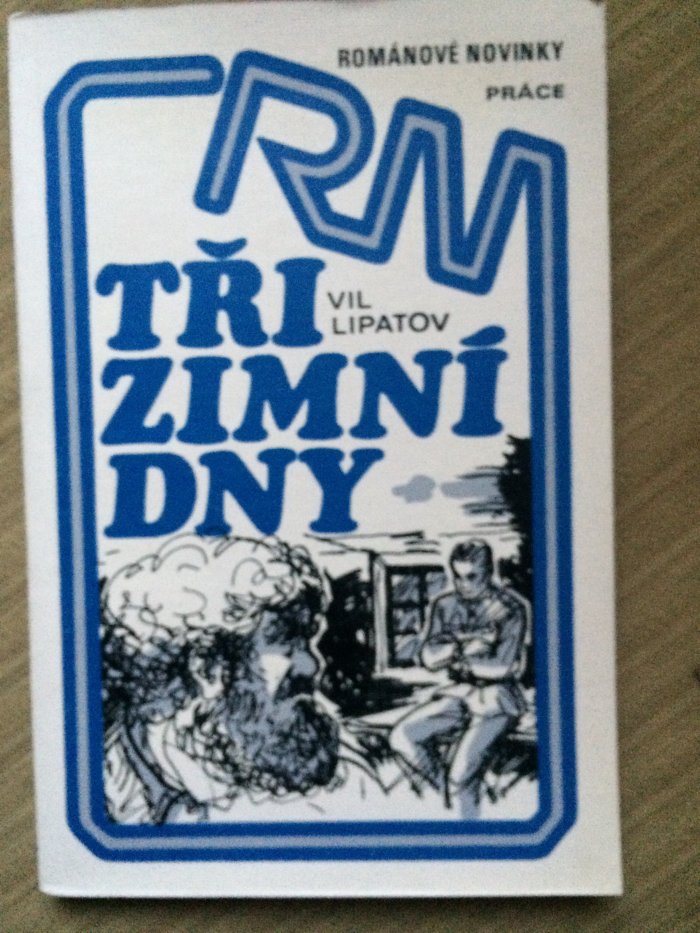 ROMÁNOVÉ NOVINKY
PRÁCE
RN
TŘI
VIL
LIPATOV
ZIMNÍ
DNY